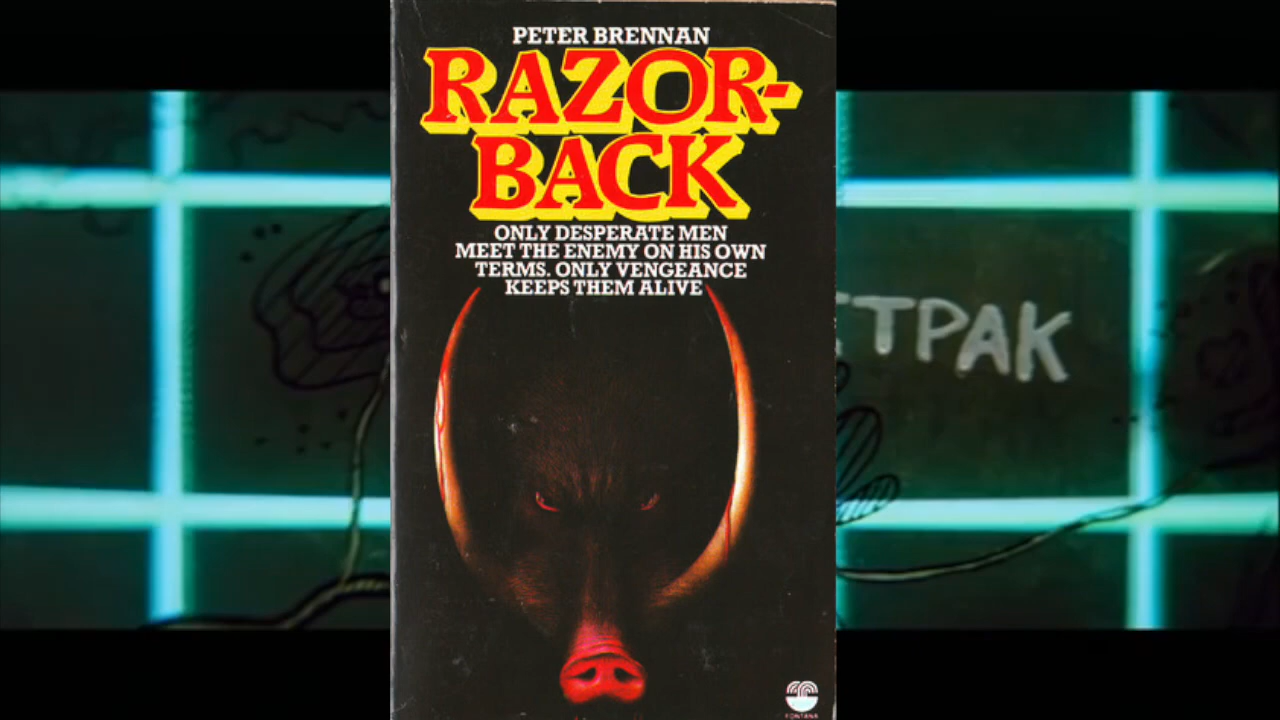 PETER BRENNAN
RAZOR-
BACK
ONLY DESPERATE MEN
MEET THE ENEMY ON HIS OWN
TERMS. ONLY VENGEANCE
KEEPS THEM ALIVE
TPAK
FONTANA